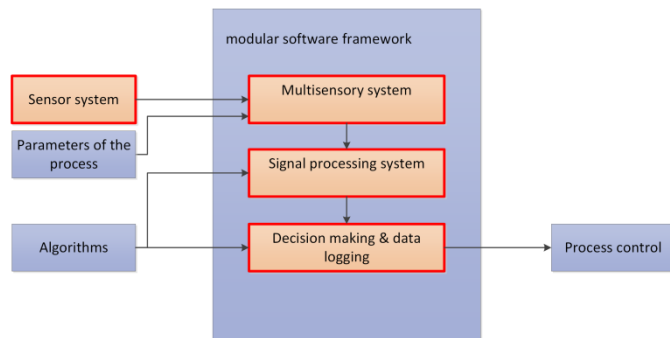 modular software framework
Sensor system
Multisensory system
Parameters of the
process
Signal processing system
Algorithms
Decision making & data
logging
Process control